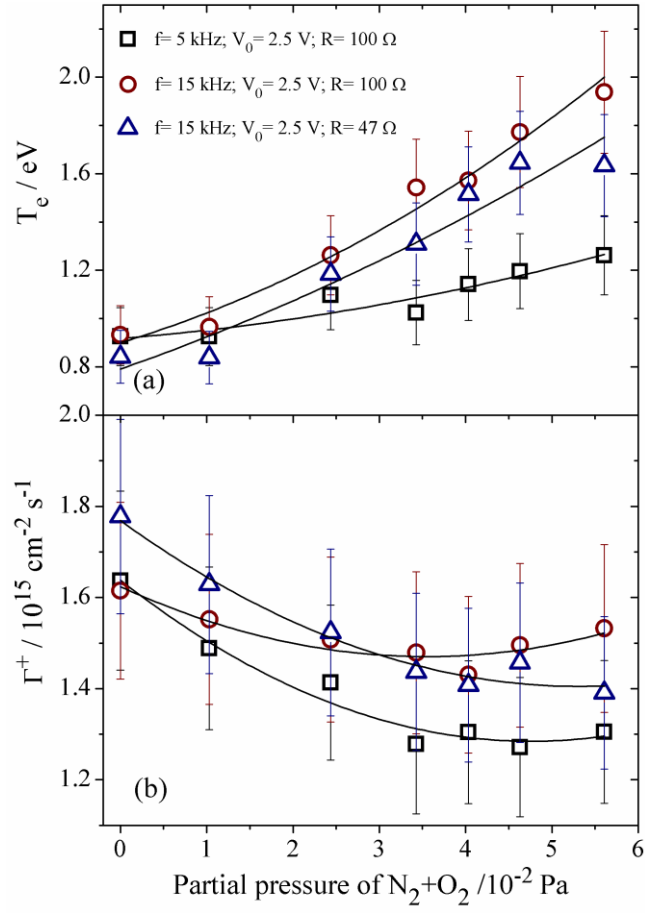 f= 5 kHz; V₀= 2.5 V; R= 100 Ω
f= 15 kHz; V₀= 2.5 V; R= 100 Ω
f= 15 kHz; V₀= 2.5 V; R= 47 Ω
Tₑ / eV
2.0
1.6
1.2
0.8
(a)
Γ⁺ / 10¹⁵ cm⁻² s⁻¹
2.0
1.8
1.6
1.4
1.2
(b)
0 1 2 3 4 5 6
Partial pressure of N₂+O₂ /10⁻² Pa